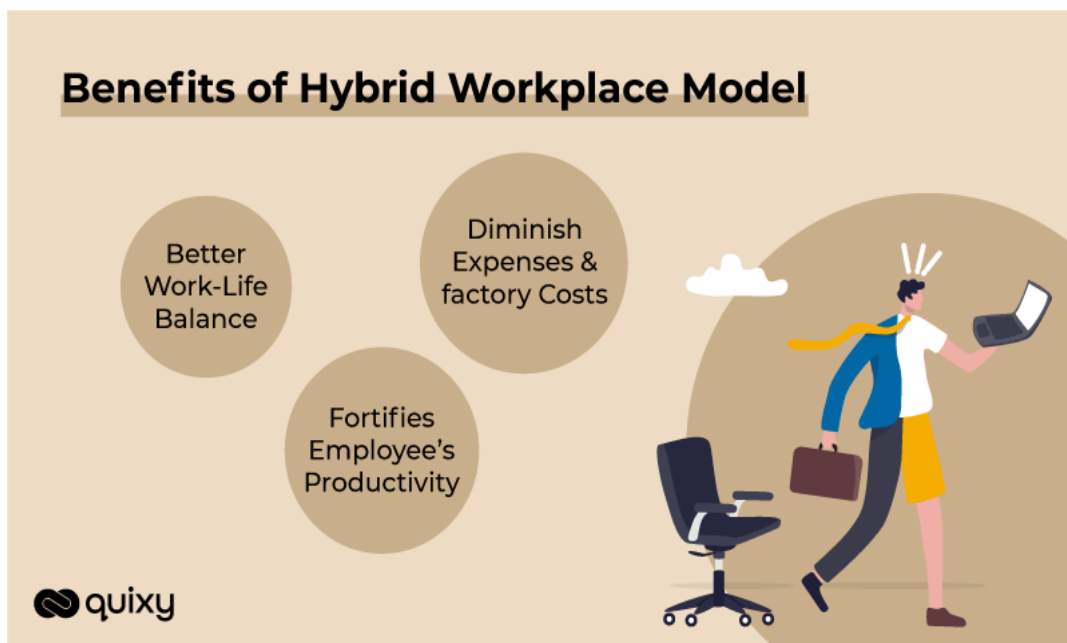 Benefits of Hybrid Workplace Model
Better
Work-Life
Balance
Diminish
Expenses &
factory Costs
Fortifies
Employee’s
Productivity
quixy